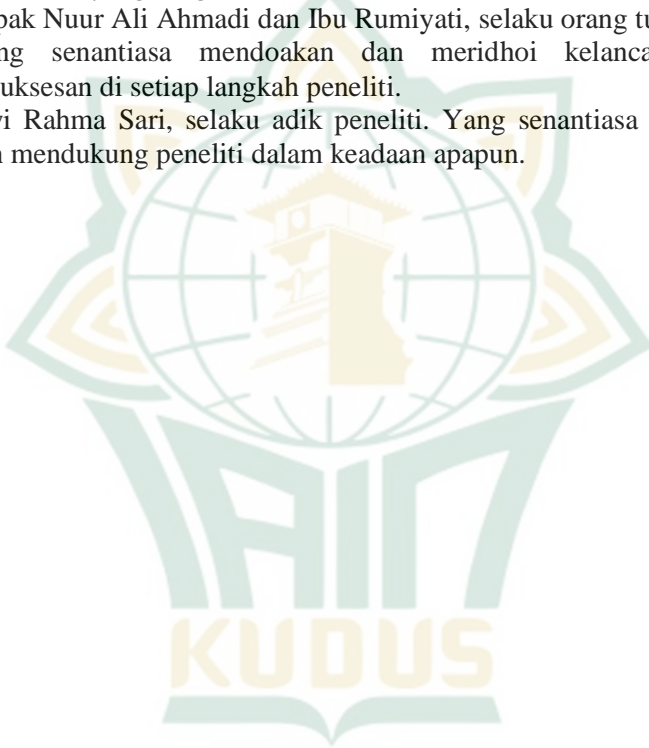 pak Nuur Ali Ahmadi dan Ibu Rumiyati, selaku orang tu
ng senantiasa mendoakan dan meridhoi kelanca
uksesan di setiap langkah peneliti.
i Rahma Sari, selaku adik peneliti. Yang senantiasa
mendukung peneliti dalam keadaan apapun.
IAIN
KUDUS